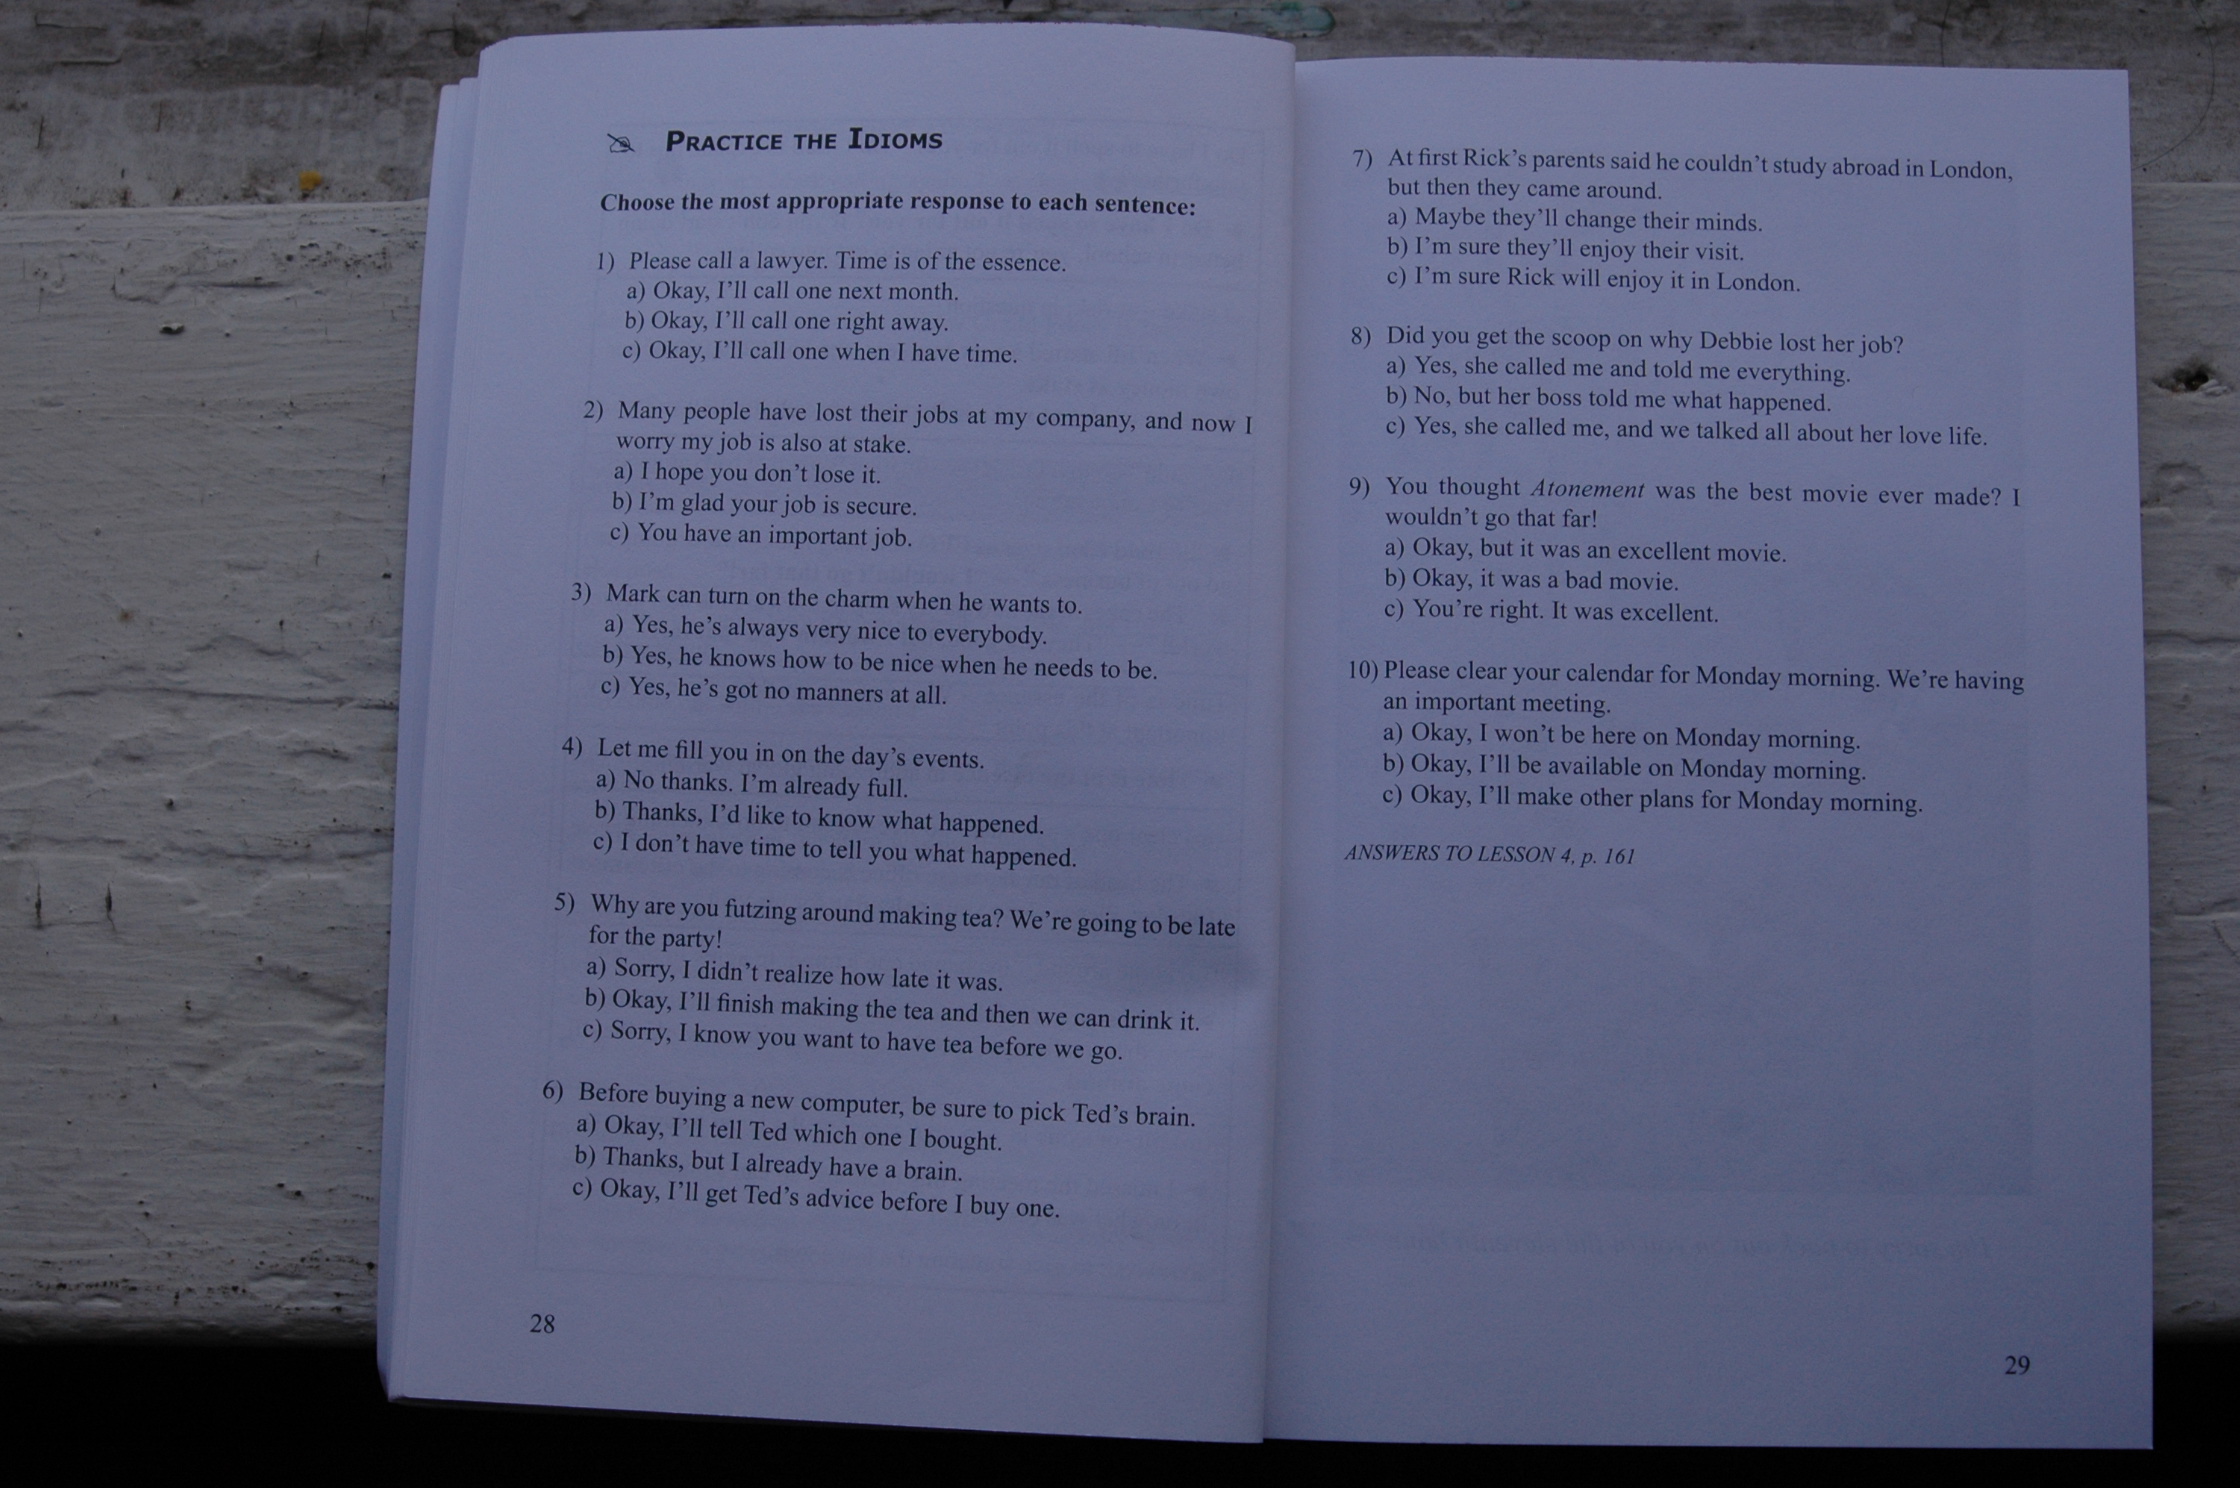 PRACTICE THE IDIOMS
Choose the most appropriate response to each sentence:
1) Please call a lawyer. Time is of the essence.
a) Okay, I'll call one next month.
b) Okay, I'll call one right away.
c) Okay, I'll call one when I have time.
2) Many people have lost their jobs at my company, and now I
worry my job is also at stake.
a) I hope you don't lose it.
b) I'm glad your job is secure.
c) You have an important job.
3) Mark can turn on the charm when he wants to.
a) Yes, he's always very nice to everybody.
b) Yes, he knows how to be nice when he needs to be.
c) Yes, he's got no manners at all.
4) Let me fill you in on the day's events.
a) No thanks. I'm already full.
b) Thanks, I'd like to know what happened.
c) I don't have time to tell you what happened.
5) Why are you futzing around making tea? We're going to be late
for the party!
a) Sorry, I didn't realize how late it was.
b) Okay, I'll finish making the tea and then we can drink it.
c) Sorry, I know you want to have tea before we go.
6) Before buying a new computer, be sure to pick Ted's brain.
a) Okay, I'll tell Ted which one I bought.
b) Thanks, but I already have a brain.
c) Okay, I'll get Ted's advice before I buy one.
28
7) At first Rick's parents said he couldn't study abroad in London,
but then they came around.
a) Maybe they'll change their minds.
b) I'm sure they'll enjoy their visit.
c) I'm sure Rick will enjoy it in London.
8) Did you get the scoop on why Debbie lost her job?
a) Yes, she called me and told me everything.
b) No, but her boss told me what happened.
c) Yes, she called me, and we talked all about her love life.
9) You thought Atonement was the best movie ever made? I
wouldn't go that far!
a) Okay, but it was an excellent movie.
b) Okay, it was a bad movie.
c) You're right. It was excellent.
10) Please clear your calendar for Monday morning. We're having
an important meeting.
a) Okay, I won't be here on Monday morning.
b) Okay, I'll be available on Monday morning.
c) Okay, I'll make other plans for Monday morning.
ANSWERS TO LESSON 4, p. 161
29